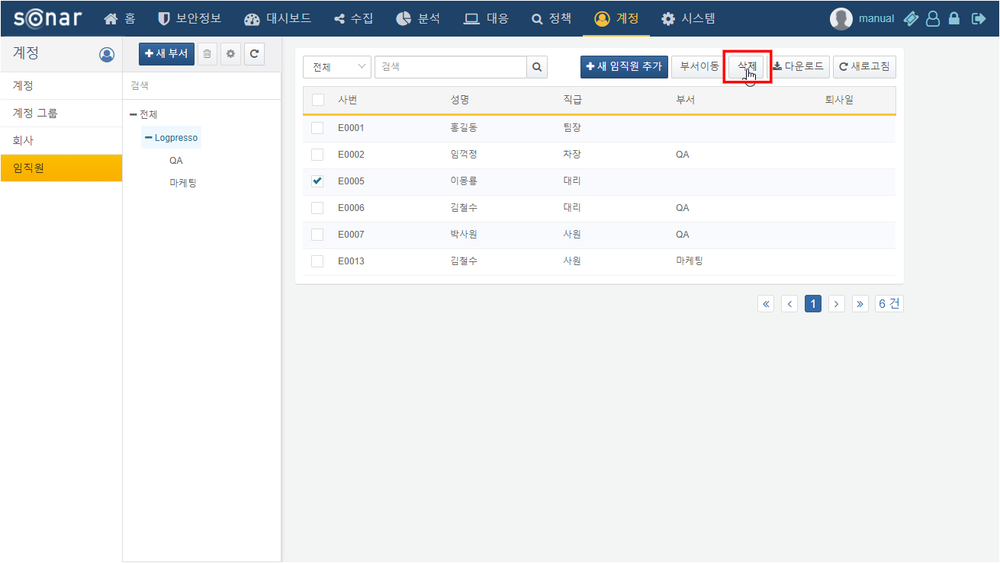 sonar 홈 보안정보 대시보드 수집 분석 대응 정책 계정 시스템 manual
계정 새 부서
계정
계정 그룹
회사
임직원
검색
전체
Logpresso
QA
마케팅
전체 검색 새 임직원 추가 부서이동 삭제 다운로드 새로고침
사번 성명 직급 부서 퇴사일
E0001 홍길동 팀장
E0002 임꺽정 차장 QA
E0005 이몽룡 대리
E0006 김철수 대리 QA
E0007 박사원 사원 QA
E0013 김철수 사원 마케팅
« ‹ 1 › » 6 건